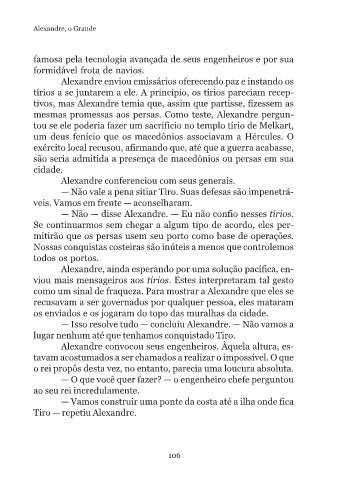 Alexandre, o Grande
famosa pela tecnologia avançada de seus engenheiros e por sua
formidável frota de navios.
Alexandre enviou emissários oferecendo paz e instando os
tírios a se juntarem a ele. A princípio, os tírios pareciam recep-
tivos, mas Alexandre temia que, assim que partisse, fizessem as
mesmas promessas aos persas. Como teste, Alexandre pergun-
tou se ele poderia fazer um sacrifício no templo tírio de Melkart,
um deus fenício que os macedônios associavam a Hércules. O
exército local recusou, afirmando que, até que a guerra acabasse,
não seria admitida a presença de macedônios ou persas em sua
cidade.
Alexandre conferenciou com seus generais.
— Não vale a pena sitiar Tiro. Suas defesas são impenetrá-
veis. Vamos em frente — aconselharam.
— Não — disse Alexandre. — Eu não confio nesses tírios.
Se continuarmos sem chegar a algum tipo de acordo, eles per-
mitirão que os persas usem seu porto como base de operações.
Nossas conquistas costeiras são inúteis a menos que controlemos
todos os portos.
Alexandre, ainda esperando por uma solução pacífica, en-
viou mais mensageiros aos tírios. Estes interpretaram tal gesto
como um sinal de fraqueza. Para mostrar a Alexandre que eles se
recusavam a ser governados por qualquer pessoa, eles mataram
os enviados e os jogaram do topo das muralhas da cidade.
— Isso resolve tudo — concluiu Alexandre. — Não vamos a
lugar nenhum até que tenhamos conquistado Tiro.
Alexandre convocou seus engenheiros. Àquela altura, es-
tavam acostumados a ser chamados a realizar o impossível. O que
o rei propôs desta vez, no entanto, parecia uma loucura absoluta.
— O que você quer fazer? — o engenheiro chefe perguntou
ao seu rei incredulamente.
— Vamos construir uma ponte da costa até a ilha onde fica
Tiro — repetiu Alexandre.
106